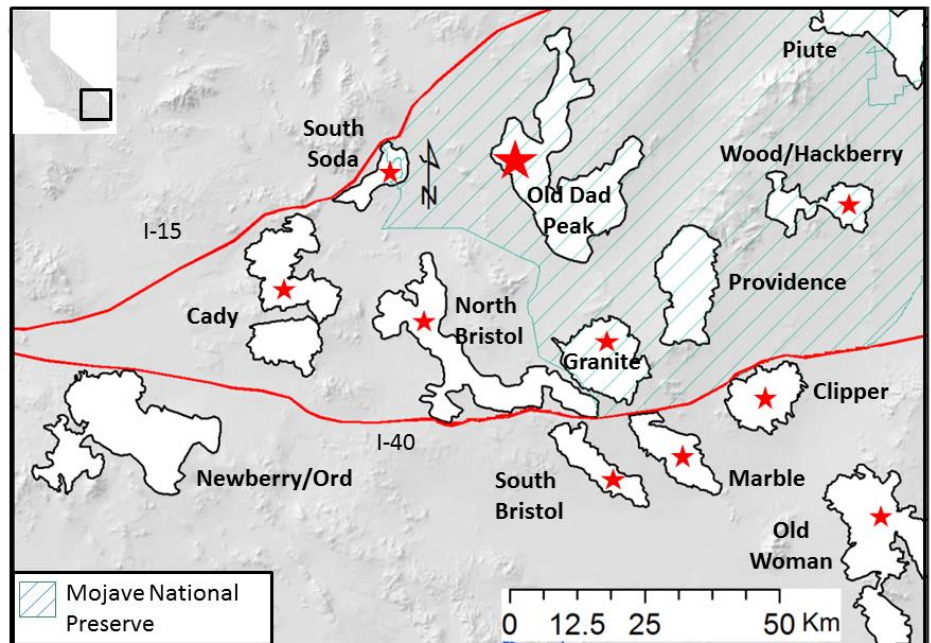 Piute
South
Soda
N
Wood/Hackberry
Old Dad
Peak
I-15
Providence
Cady
North
Bristol
Granite
Clipper
I-40
Newberry/Ord
South
Bristol
Marble
Old
Woman
Mojave National
Preserve
0 12.5 25 50 Km